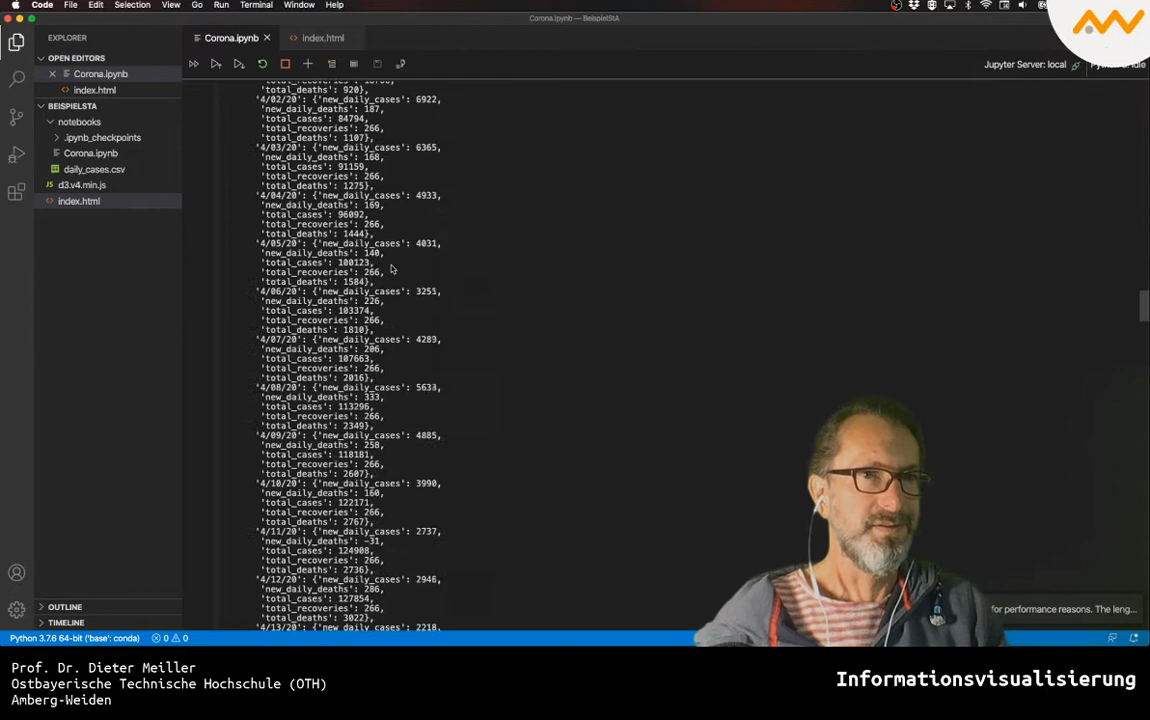 Code File Edit Selection View Go Run Terminal Window Help
Corona.ipynb — BeispielStA
EXPLORER
Corona.ipynb
index.html
OPEN EDITORS
Corona.ipynb
index.html
Jupyter Server: local
BEISPIELSTA
notebooks
.ipynb_checkpoints
Corona.ipynb
daily_cases.csv
d3.v4.min.js
index.html
'total_deaths': 920},
'4/02/20': {'new_daily_cases': 6922,
'new_daily_deaths': 187,
'total_cases': 84794,
'total_recoveries': 266,
'total_deaths': 1107},
'4/03/20': {'new_daily_cases': 6365,
'new_daily_deaths': 168,
'total_cases': 91159,
'total_recoveries': 266,
'total_deaths': 1275},
'4/04/20': {'new_daily_cases': 4933,
'new_daily_deaths': 169,
'total_cases': 96092,
'total_recoveries': 266,
'total_deaths': 1444},
'4/05/20': {'new_daily_cases': 4031,
'new_daily_deaths': 140,
'total_cases': 100123,
'total_recoveries': 266,
'total_deaths': 1584},
'4/06/20': {'new_daily_cases': 3251,
'new_daily_deaths': 226,
'total_cases': 103374,
'total_recoveries': 266,
'total_deaths': 1810},
'4/07/20': {'new_daily_cases': 4289,
'new_daily_deaths': 206,
'total_cases': 107663,
'total_recoveries': 266,
'total_deaths': 2016},
'4/08/20': {'new_daily_cases': 5633,
'new_daily_deaths': 333,
'total_cases': 113296,
'total_recoveries': 266,
'total_deaths': 2349},
'4/09/20': {'new_daily_cases': 4885,
'new_daily_deaths': 258,
'total_cases': 118181,
'total_recoveries': 266,
'total_deaths': 2607},
'4/10/20': {'new_daily_cases': 3990,
'new_daily_deaths': 160,
'total_cases': 122171,
'total_recoveries': 266,
'total_deaths': 2767},
'4/11/20': {'new_daily_cases': 2737,
'new_daily_deaths': -31,
'total_cases': 124908,
'total_recoveries': 266,
'total_deaths': 2736},
'4/12/20': {'new_daily_cases': 2946,
'new_daily_deaths': 286,
'total_cases': 127854,
'total_recoveries': 266,
'total_deaths': 3022},
'4/13/20': {'new_daily_cases': 2218,
for performance reasons. The leng...
OUTLINE
TIMELINE
Python 3.7.6 64-bit ('base': conda) 0 0
Prof. Dr. Dieter Meiller
Ostbayerische Technische Hochschule (OTH)
Amberg-Weiden
Informationsvisualisierung